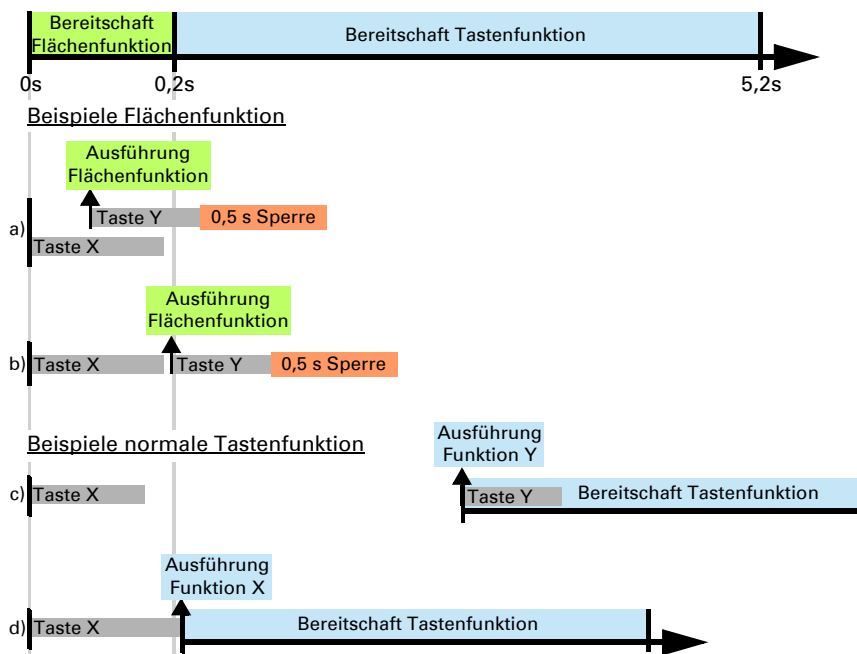 Bereitschaft
Flächenfunktion
Bereitschaft Tastenfunktion
0s
0,2s
5,2s
Beispiele Flächenfunktion
Ausführung
Flächenfunktion
Taste Y
0,5 s Sperre
a)
Taste X
Ausführung
Flächenfunktion
b)
Taste X
Taste Y
0,5 s Sperre
Beispiele normale Tastenfunktion
Ausführung
Funktion Y
c)
Taste X
Taste Y
Bereitschaft Tastenfunktion
Ausführung
Funktion X
d)
Taste X
Bereitschaft Tastenfunktion